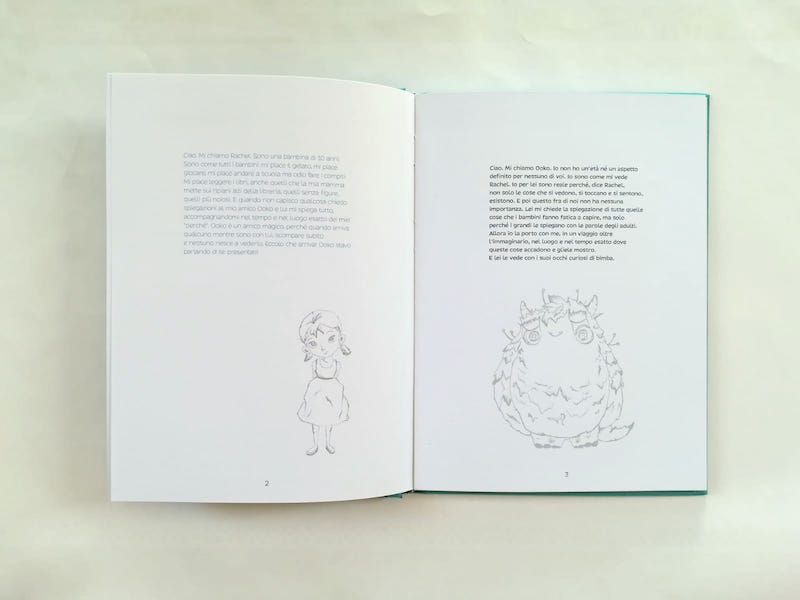 Ciao. Mi chiamo Rachel. Sono una bambina di 10 anni.
Sono come tutti i bambini: mi piace il gelato, mi piace
giocare, mi piace andare a scuola ma odio fare i compiti.
Mi piace leggere i libri, anche quelli che la mia mamma
mette sui ripiani alti della libreria, quelli senza figure,
quelli più noiosi. E quando non capisco qualcosa chiedo
spiegazioni al mio amico Ooko e lui mi spiega tutto,
accompagnandomi nel tempo e nel luogo esatto dei miei
"perché". Ooko è un amico magico, perché quando arriva
qualcuno mentre sono con lui, scompare subito
e nessuno riesce a vederlo. Eccolo che arriva! Ooko stavo
parlando di te presentati!
2
Ciao. Mi chiamo Ooko. Io non ho un'età né un aspetto
definito per nessuno di voi. Io sono come mi vede
Rachel. Io per lei sono reale perché, dice Rachel,
non solo le cose che si vedono, si toccano e si sentono,
esistono. E poi questo fra di noi non ha nessuna
importanza. Lei mi chiede la spiegazione di tutte quelle
cose che i bambini fanno fatica a capire, ma solo
perché i grandi le spiegano con le parole degli adulti.
Allora io la porto con me, in un viaggio oltre
l'immaginario, nel luogo e nel tempo esatto dove
queste cose accadono e gliele mostro.
E lei le vede con i suoi occhi curiosi di bimba.
3